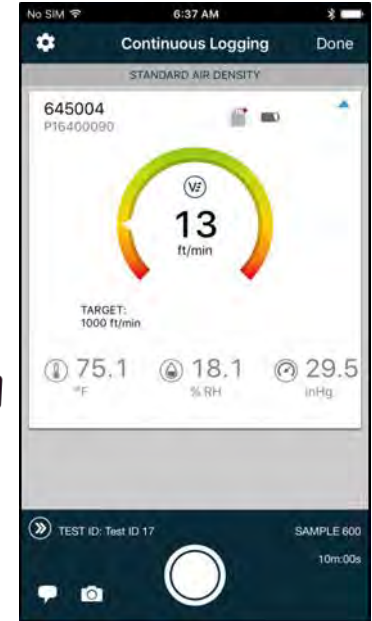 No SIM 6:37 AM
Continuous Logging Done
STANDARD AIR DENSITY
645004
P16400090
13
ft/min
TARGET:
1000 ft/min
75.1 18.1 29.5
°F % RH inHg
TEST ID: Test ID 17 SAMPLE 600
10m:00s